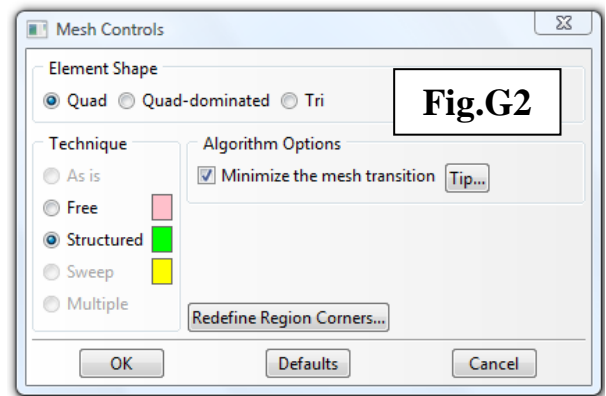 Mesh Controls
Element Shape
Quad Quad-dominated Tri
Fig.G2
Technique
As is
Free
Structured
Sweep
Multiple
Algorithm Options
Minimize the mesh transition Tip...
Redefine Region Corners...
OK Defaults Cancel